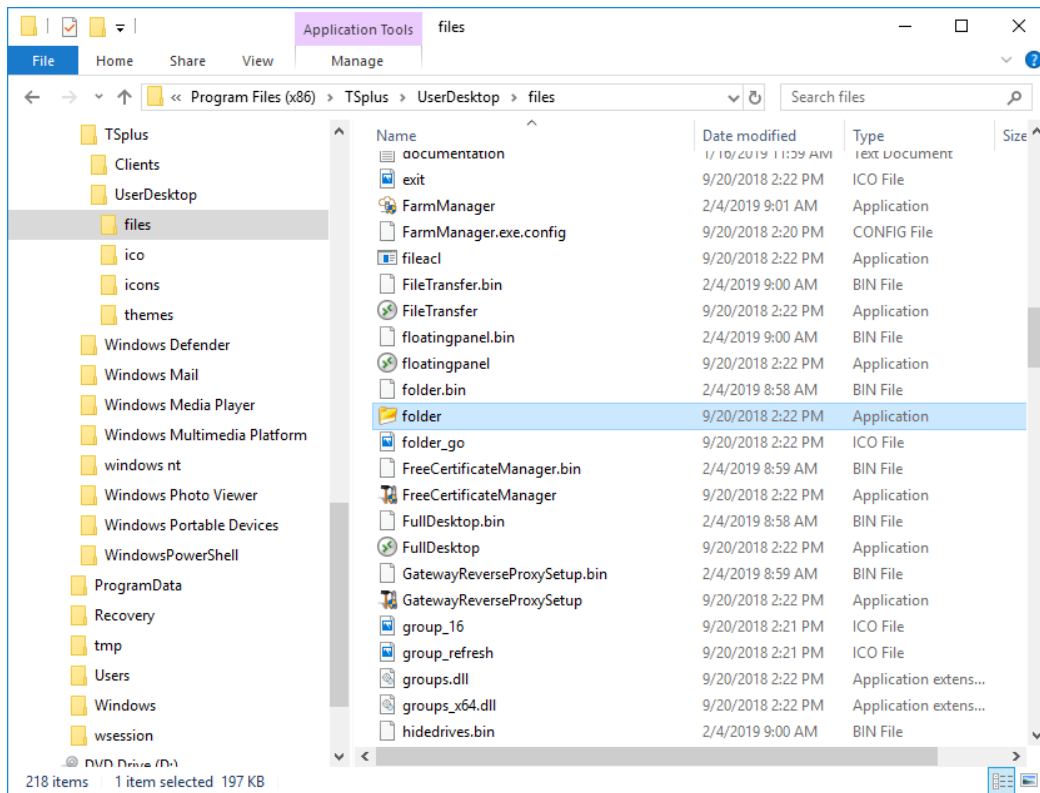 Application Tools files
File Home Share View Manage
« Program Files (x86) > TSplus > UserDesktop > files
Search files
TSplus
Clients
UserDesktop
files
ico
icons
themes
Windows Defender
Windows Mail
Windows Media Player
Windows Multimedia Platform
windows nt
Windows Photo Viewer
Windows Portable Devices
WindowsPowerShell
ProgramData
Recovery
tmp
Users
Windows
wsession
DVD Drive (D:)
Name Date modified Type Size
documentation 1/16/2019 11:59 AM Text Document
exit 9/20/2018 2:22 PM ICO File
FarmManager 2/4/2019 9:01 AM Application
FarmManager.exe.config 9/20/2018 2:20 PM CONFIG File
fileacl 9/20/2018 2:22 PM Application
FileTransfer.bin 2/4/2019 9:00 AM BIN File
FileTransfer 9/20/2018 2:22 PM Application
floatingpanel.bin 2/4/2019 9:00 AM BIN File
floatingpanel 9/20/2018 2:22 PM Application
folder.bin 2/4/2019 8:58 AM BIN File
folder 9/20/2018 2:22 PM Application
folder_go 9/20/2018 2:22 PM ICO File
FreeCertificateManager.bin 2/4/2019 8:59 AM BIN File
FreeCertificateManager 9/20/2018 2:22 PM Application
FullDesktop.bin 2/4/2019 8:58 AM BIN File
FullDesktop 9/20/2018 2:22 PM Application
GatewayReverseProxySetup.bin 2/4/2019 8:59 AM BIN File
GatewayReverseProxySetup 9/20/2018 2:22 PM Application
group_16 9/20/2018 2:21 PM ICO File
group_refresh 9/20/2018 2:21 PM ICO File
groups.dll 9/20/2018 2:22 PM Application extens...
groups_x64.dll 9/20/2018 2:22 PM Application extens...
hidedrives.bin 2/4/2019 9:00 AM BIN File
218 items 1 item selected 197 KB